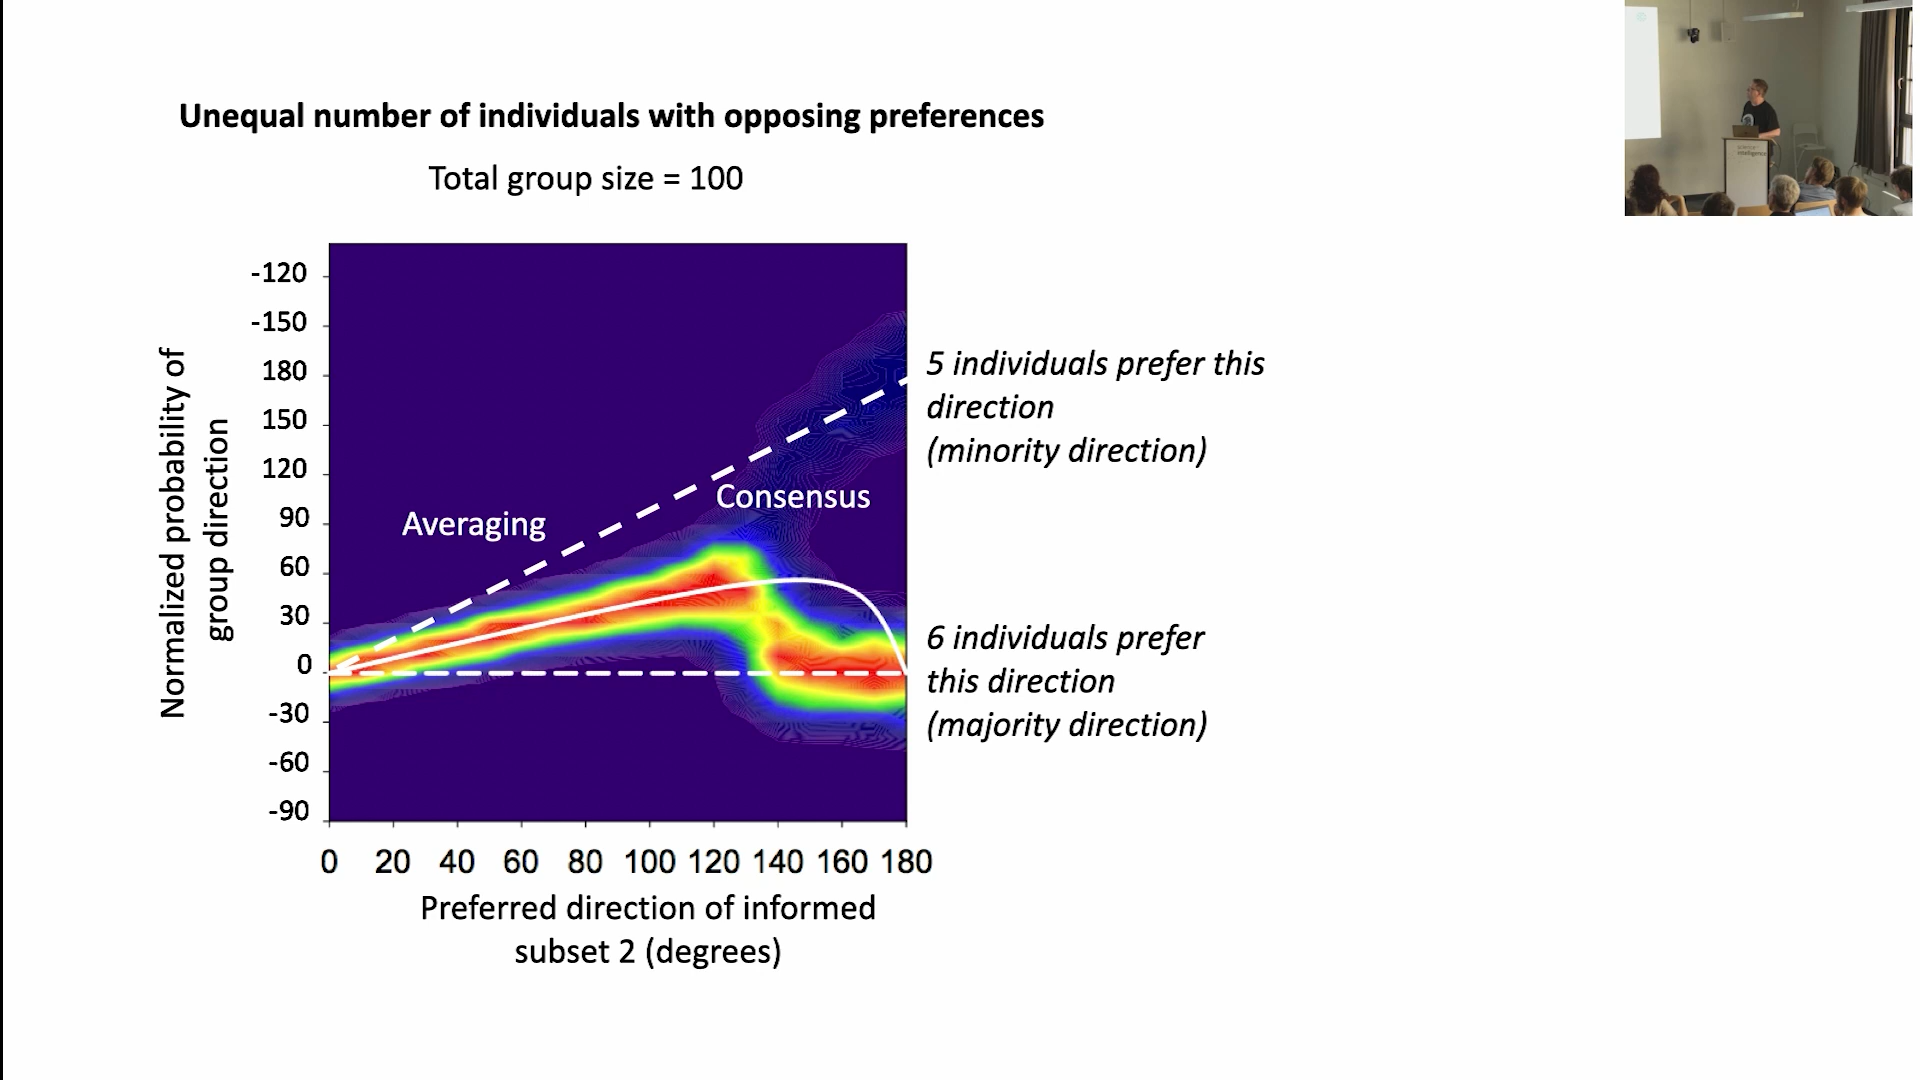 Unequal number of individuals with opposing preferences
Total group size = 100
Normalized probability of
group direction
-120
-150
180
150
120
90
60
30
0
-30
-60
-90
Averaging
Consensus
5 individuals prefer this
direction
(minority direction)
6 individuals prefer
this direction
(majority direction)
0 20 40 60 80 100 120 140 160 180
Preferred direction of informed
subset 2 (degrees)
intelligence